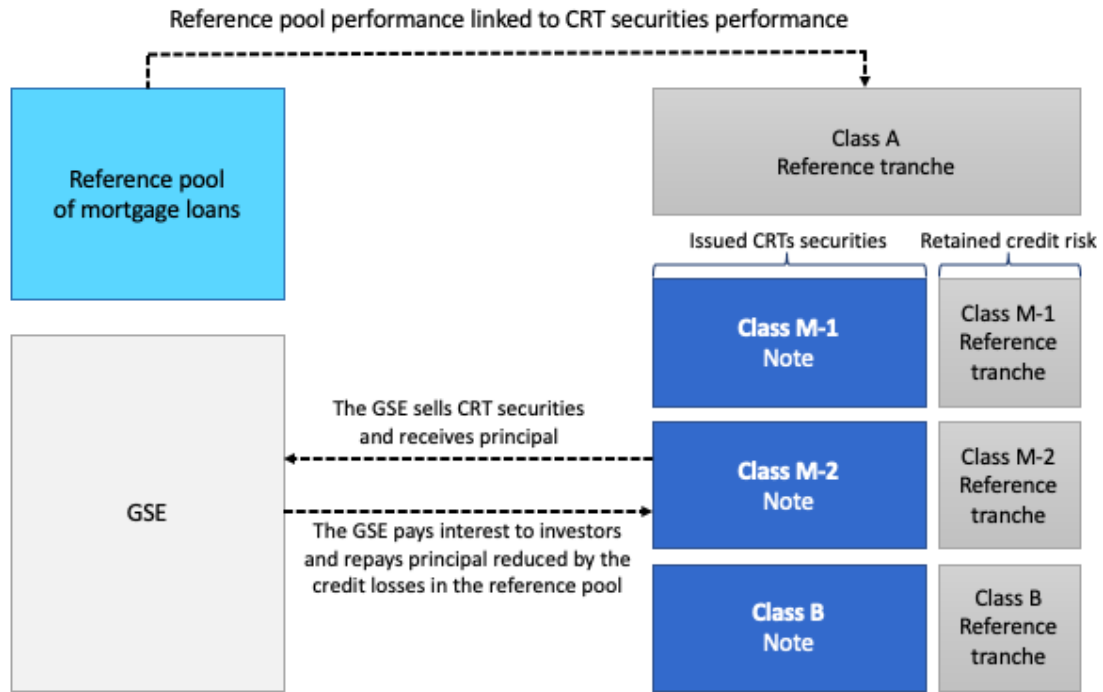 Reference pool performance linked to CRT securities performance
Reference pool
of mortgage loans
Class A
Reference tranche
Issued CRTs securities
Retained credit risk
Class M-1
Note
Class M-1
Reference
tranche
The GSE sells CRT securities
and receives principal
GSE
The GSE pays interest to investors
and repays principal reduced by the
credit losses in the reference pool
Class M-2
Note
Class M-2
Reference
tranche
Class B
Note
Class B
Reference
tranche